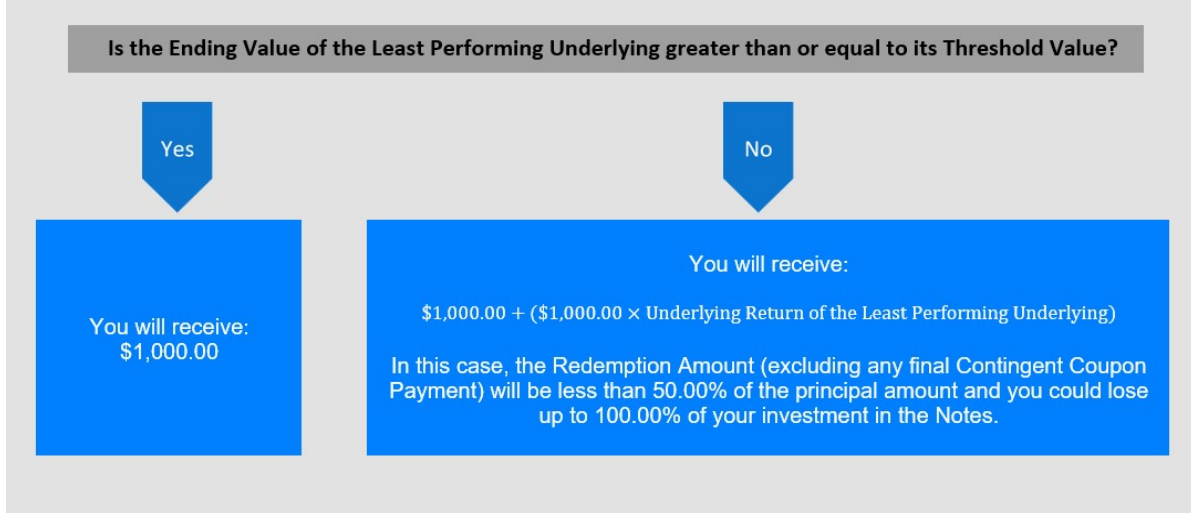 Is the Ending Value of the Least Performing Underlying greater than or equal to its Threshold Value?
Yes
No
You will receive:
$1,000.00
You will receive:
$1,000.00 + ($1,000.00 × Underlying Return of the Least Performing Underlying)
In this case, the Redemption Amount (excluding any final Contingent Coupon
Payment) will be less than 50.00% of the principal amount and you could lose
up to 100.00% of your investment in the Notes.